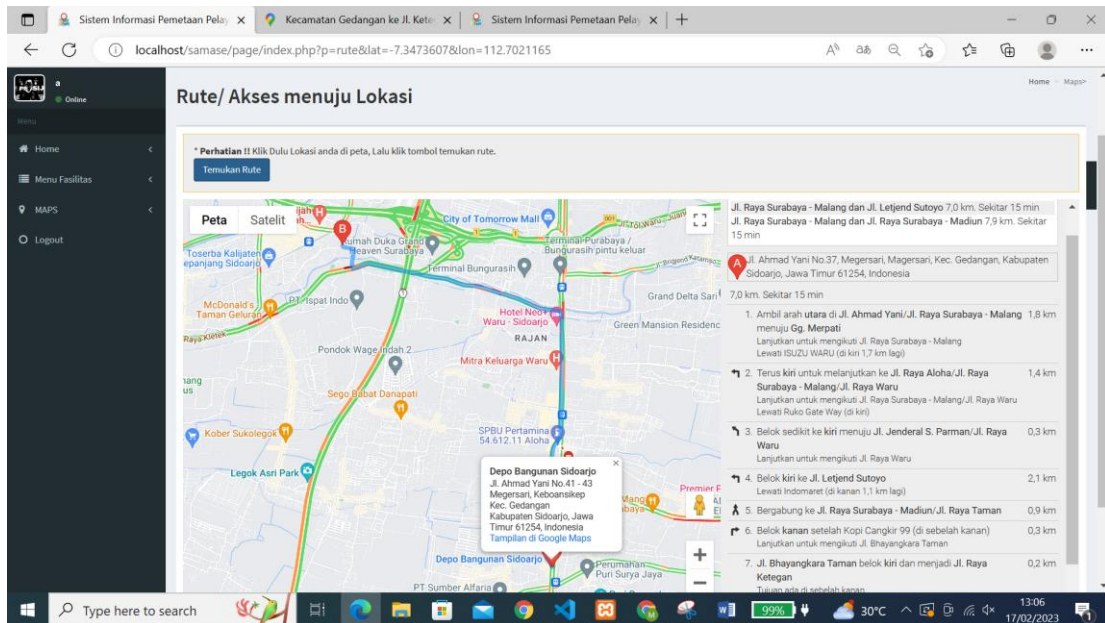 Sistem Informasi Pemetaan Pelay
Kecamatan Gedangan ke Jl. Kete
Sistem Informasi Pemetaan Pelay
localhost/samase/page/index.php?p=rute&lat=-7.3473607&lon=112.7021165
a
Online
Menu
Home
Menu Fasilitas
MAPS
Logout
Rute/ Akses menuju Lokasi
Home
Maps>
* Perhatian !! Klik Dulu Lokasi anda di peta, Lalu klik tombol temukan rute.
Temukan Rute
Peta Satelit
City of Tomorrow Mall
B
Rumah Duka Grand
Heaven Surabaya
Terminal Purabaya /
Bungurasih pintu keluar
Toserba Kalijaten
Sepanjang Sidoarjo
Terminal Bungurasih
PT. Ispat Indo
Grand Delta Sari
McDonald's
Taman Geluran
Hotel Neo+
Waru - Sidoarjo
Green Mansion Residenc
RAJAN
Raya Kletek
Pondok Wage Indah 2
Mitra Keluarga Waru
Sego Babat Danapati
Kober Sukolegok
SPBU Pertamina
54.612.11 Aloha
Legok Asri Park
Depo Bangunan Sidoarjo
Jl. Ahmad Yani No.41 - 43
Megersari, Keboansikep
Kec. Gedangan
Kabupaten Sidoarjo, Jawa
Timur 61254, Indonesia
Tampilan di Google Maps
Premier
Depo Bangunan Sidoarjo
Perumahan
Puri Surya Jaya
PT Sumber Alfaria
Jl. Raya Surabaya - Malang dan Jl. Letjend Sutoyo 7,0 km. Sekitar 15 min
Jl. Raya Surabaya - Malang dan Jl. Raya Surabaya - Madiun 7,9 km. Sekitar
15 min
A
Jl. Ahmad Yani No.37, Megersari, Magersari, Kec. Gedangan, Kabupaten
Sidoarjo, Jawa Timur 61254, Indonesia
7,0 km. Sekitar 15 min
1. Ambil arah utara di Jl. Ahmad Yani/Jl. Raya Surabaya - Malang 1,8 km
menuju Gg. Merpati
Lanjutkan untuk mengikuti Jl. Raya Surabaya - Malang
Lewati ISUZU WARU (di kiri 1,7 km lagi)
2. Terus kiri untuk melanjutkan ke Jl. Raya Aloha/Jl. Raya 1,4 km
Surabaya - Malang/Jl. Raya Waru
Lanjutkan untuk mengikuti Jl. Raya Surabaya - Malang/Jl. Raya Waru
Lewati Ruko Gate Way (di kiri)
3. Belok sedikit ke kiri menuju Jl. Jenderal S. Parman/Jl. Raya 0,3 km
Waru
Lanjutkan untuk mengikuti Jl. Raya Waru
4. Belok kiri ke Jl. Letjend Sutoyo 2,1 km
Lewati Indomaret (di kanan 1,1 km lagi)
5. Bergabung ke Jl. Raya Surabaya - Madiun/Jl. Raya Taman 0,9 km
6. Belok kanan setelah Kopi Cangkir 99 (di sebelah kanan) 0,3 km
Lanjutkan untuk mengikuti Jl. Bhayangkara Taman
7. Jl. Bhayangkara Taman belok kiri dan menjadi Jl. Raya 0,2 km
Ketegan
Tujuan ada di sebelah kanan
Type here to search
99%
30°C
13:06
17/02/2023